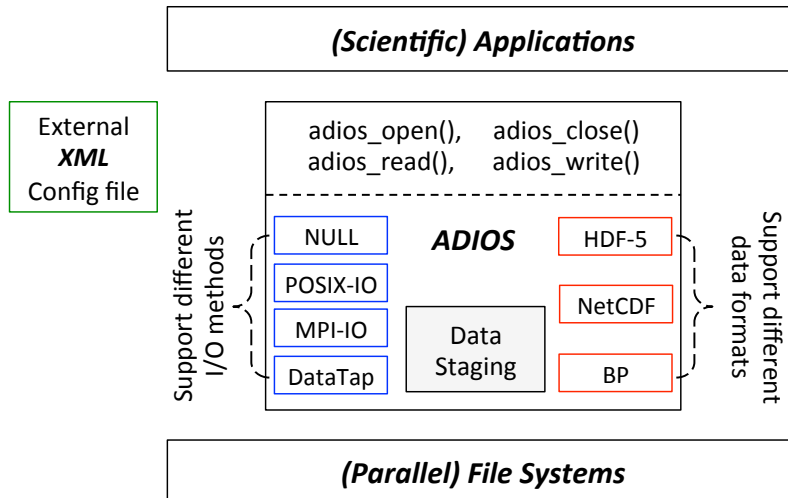 (Scientific) Applications
External
XML
Config file
adios_open(), adios_close()
adios_read(), adios_write()
Support different
I/O methods
NULL
POSIX-IO
MPI-IO
DataTap
ADIOS
Data
Staging
HDF-5
NetCDF
BP
Support different
data formats
(Parallel) File Systems